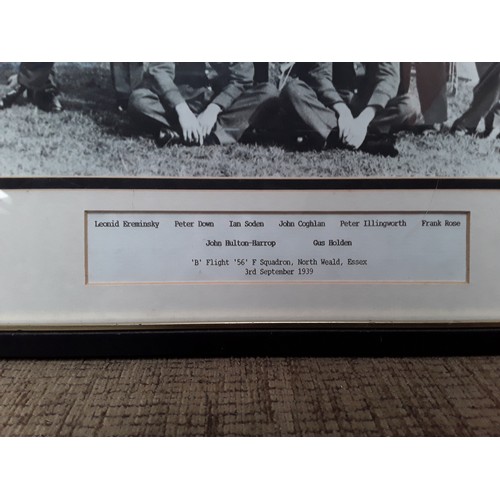 Leonid Ereminsky Peter Down Ian Soden John Coghlan Peter Illingworth Frank Rose
John Hulton-Harrop Gus Holden
'B' Flight '56' F Squadron, North Weald, Essex
3rd September 1939